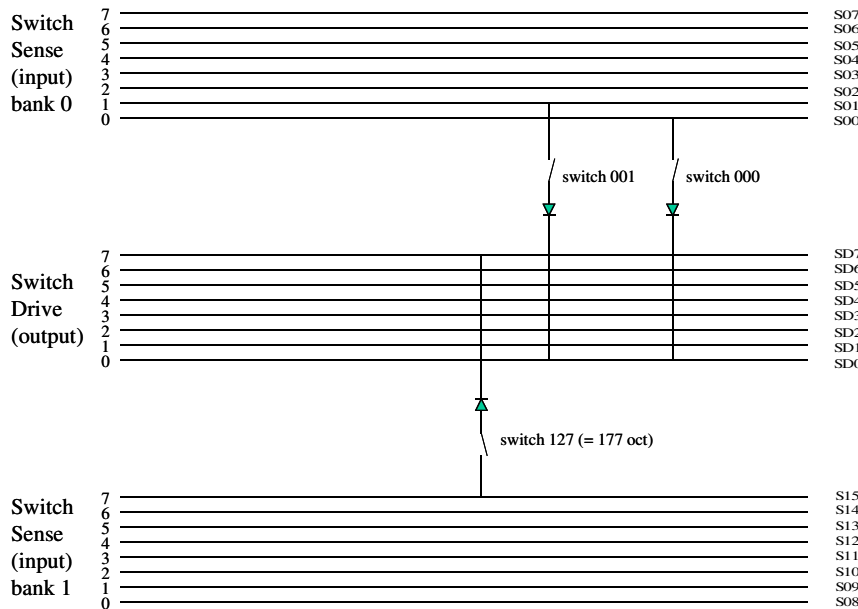 Switch
Sense
(input)
bank 0
7
6
5
4
3
2
1
0
S07
S06
S05
S04
S03
S02
S01
S00
switch 001
switch 000
Switch
Drive
(output)
7
6
5
4
3
2
1
0
SD7
SD6
SD5
SD4
SD3
SD2
SD1
SD0
switch 127 (= 177 oct)
Switch
Sense
(input)
bank 1
7
6
5
4
3
2
1
0
S15
S14
S13
S12
S11
S10
S09
S08